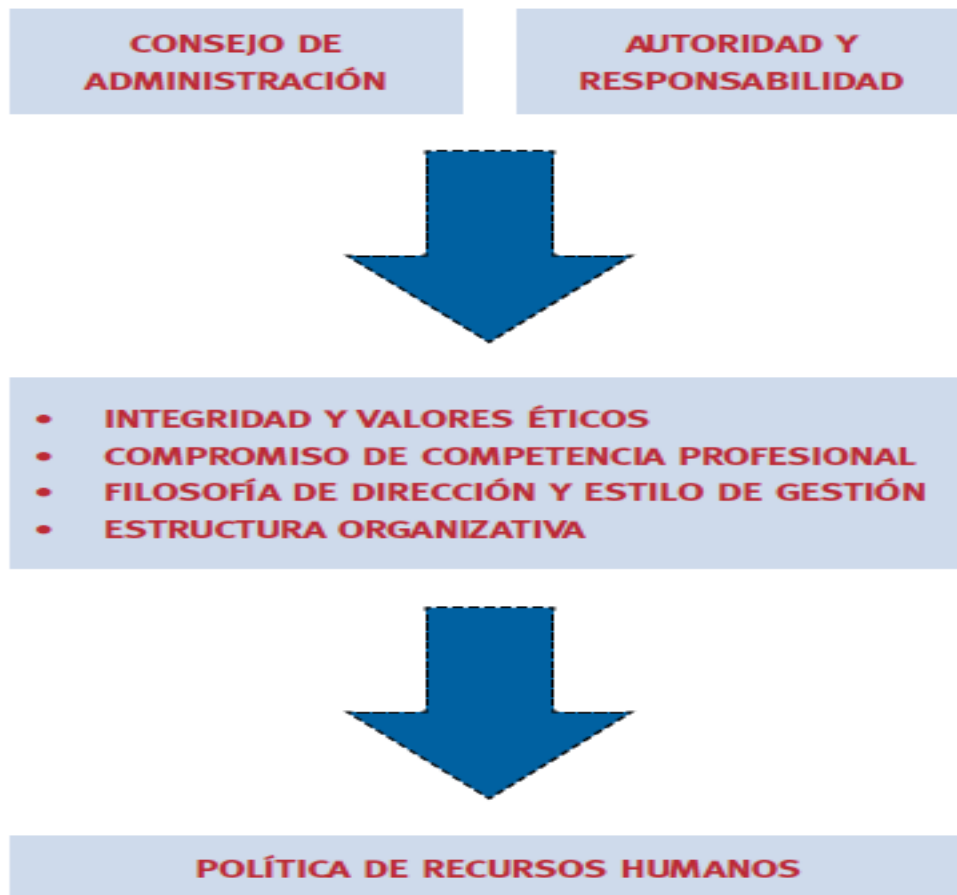 CONSEJO DE
ADMINISTRACIÓN
AUTORIDAD Y
RESPONSABILIDAD
• INTEGRIDAD Y VALORES ÉTICOS
• COMPROMISO DE COMPETENCIA PROFESIONAL
• FILOSOFÍA DE DIRECCIÓN Y ESTILO DE GESTIÓN
• ESTRUCTURA ORGANIZATIVA
POLÍTICA DE RECURSOS HUMANOS